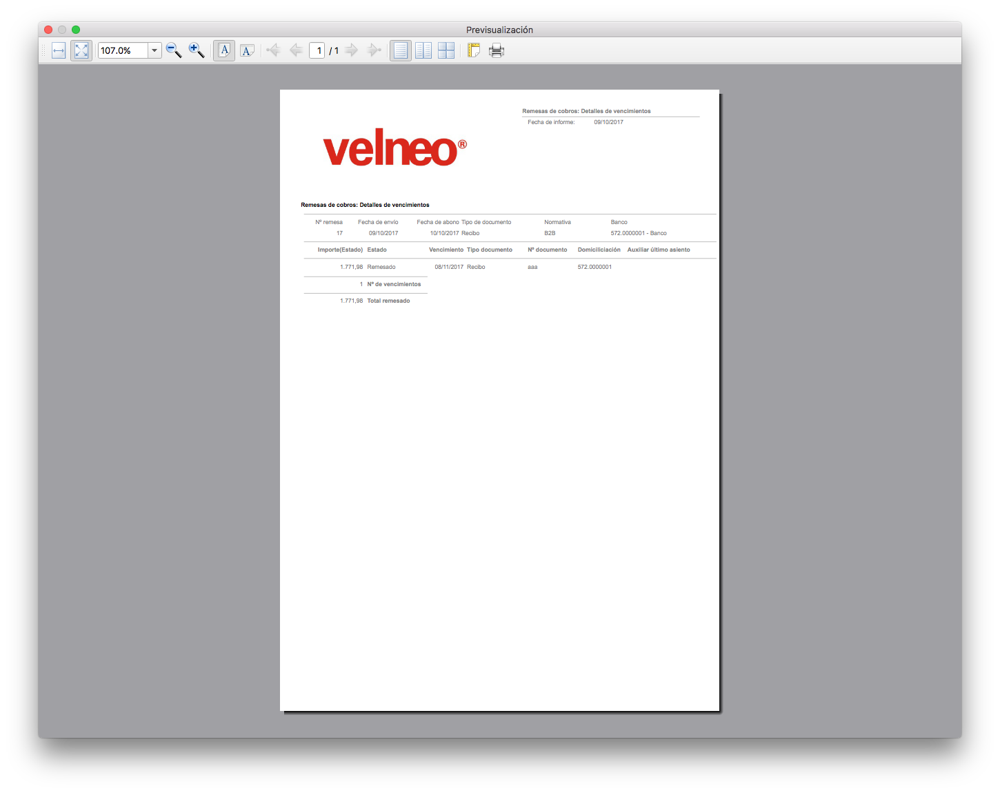 Previsualización
107.0% 1 / 1
Remesas de cobros: Detalles de vencimientos
Fecha de informe: 09/10/2017
velneo®
Remesas de cobros: Detalles de vencimientos
Nº remesa Fecha de envío Fecha de abono Tipo de documento Normativa Banco
17 09/10/2017 10/10/2017 Recibo B2B 572.0000001 - Banco
Importe(Estado) Estado Vencimiento Tipo documento Nº documento Domiciliciación Auxiliar último asiento
1.771,98 Remesado 08/11/2017 Recibo aaa 572.0000001
1 Nº de vencimientos
1.771,98 Total remesado